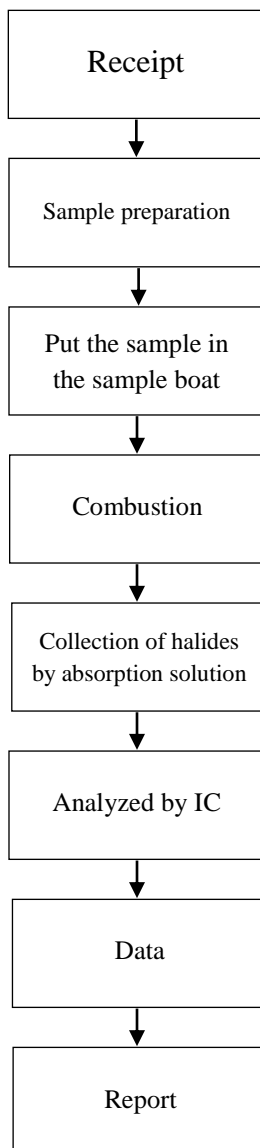 Receipt
Sample preparation
Put the sample in
the sample boat
Combustion
Collection of halides
by absorption solution
Analyzed by IC
Data
Report